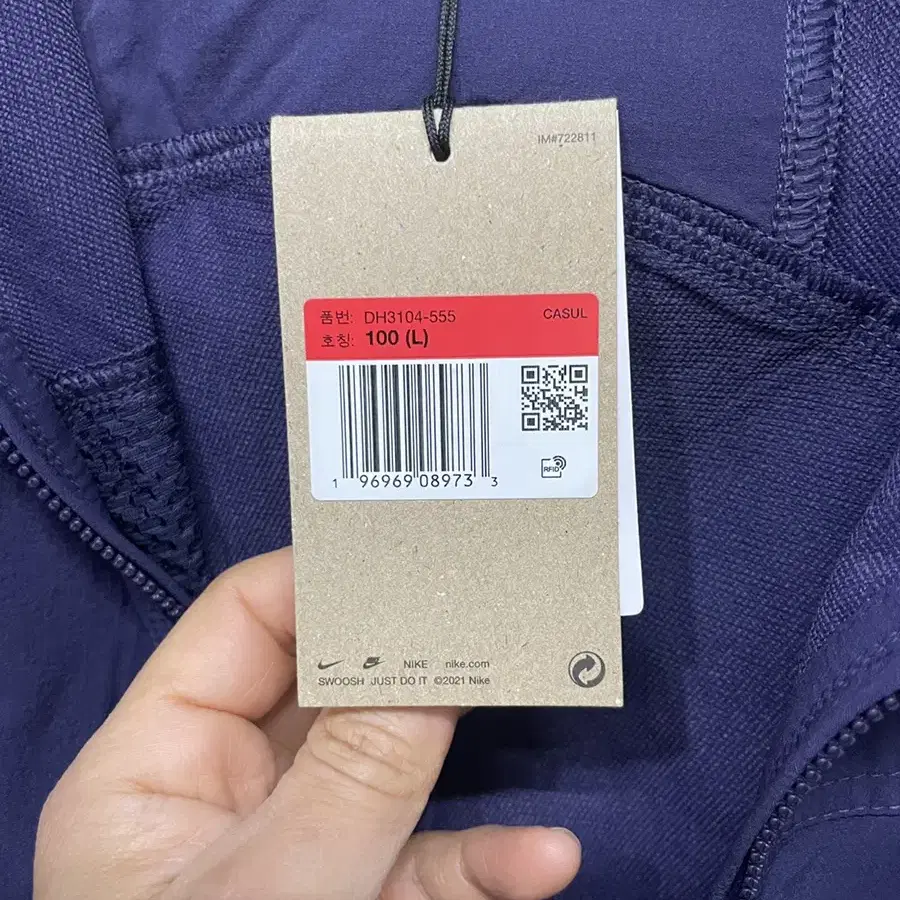 IM#722811
품번: DH3104-555 CASUL
호칭: 100 (L)
1 96969 08973 3
RFID
NIKE nike.com
SWOOSH JUST DO IT ©2021 Nike